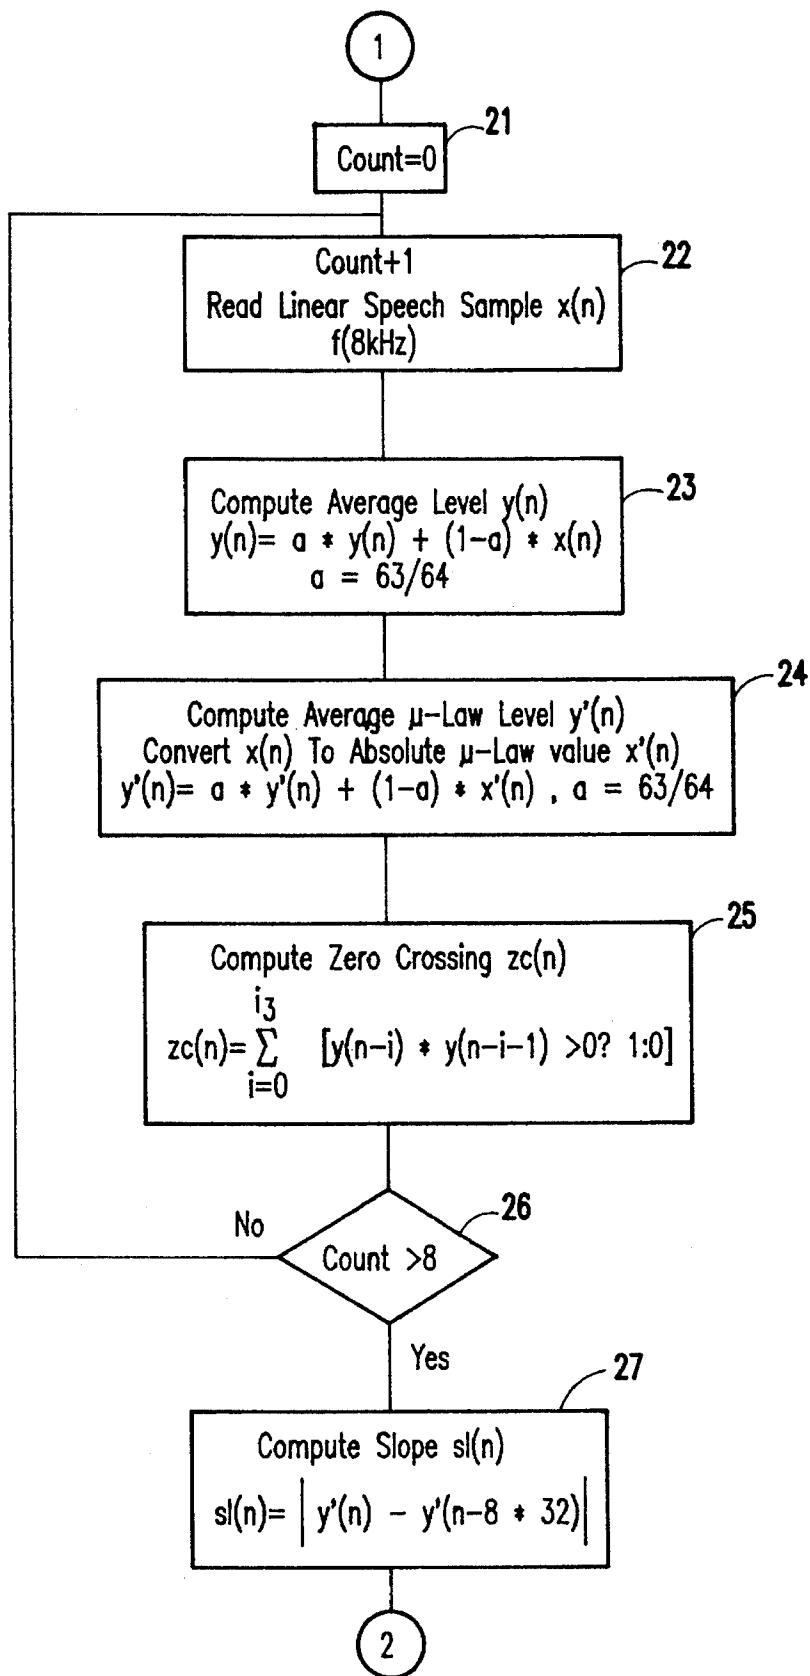 1
21
Count=0
Count+1
22
Read Linear Speech Sample x(n)
f(8kHz)
23
Compute Average Level y(n)
y(n)= a * y(n) + (1-a) * x(n)
a = 63/64
24
Compute Average μ-Law Level y'(n)
Convert x(n) To Absolute μ-Law value x'(n)
y'(n)= a * y'(n) + (1-a) * x'(n) , a = 63/64
25
Compute Zero Crossing zc(n)
i3
zc(n)=∑ [y(n-i) * y(n-i-1) >0? 1:0]
i=0
26
No
Count >8
Yes
27
Compute Slope sl(n)
sl(n)= | y'(n) - y'(n-8 * 32)|
2